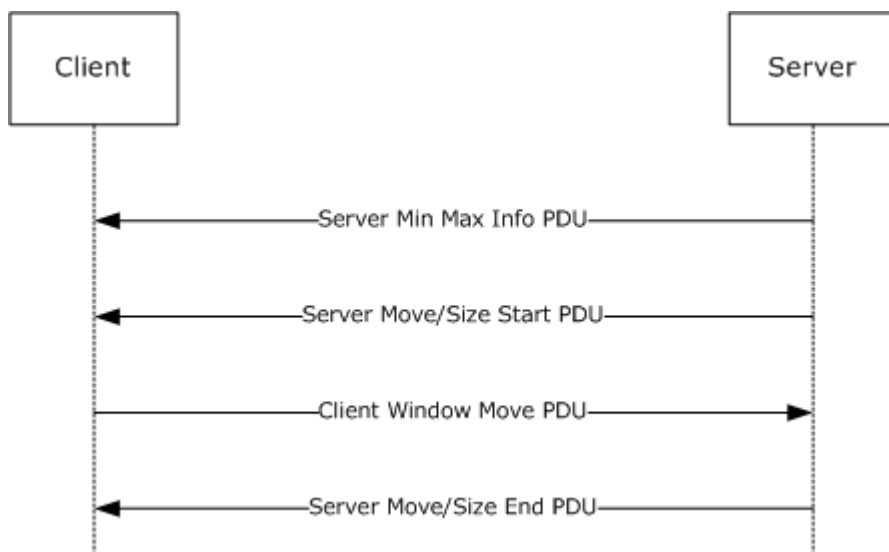 Client
Server
Server Min Max Info PDU
Server Move/Size Start PDU
Client Window Move PDU
Server Move/Size End PDU